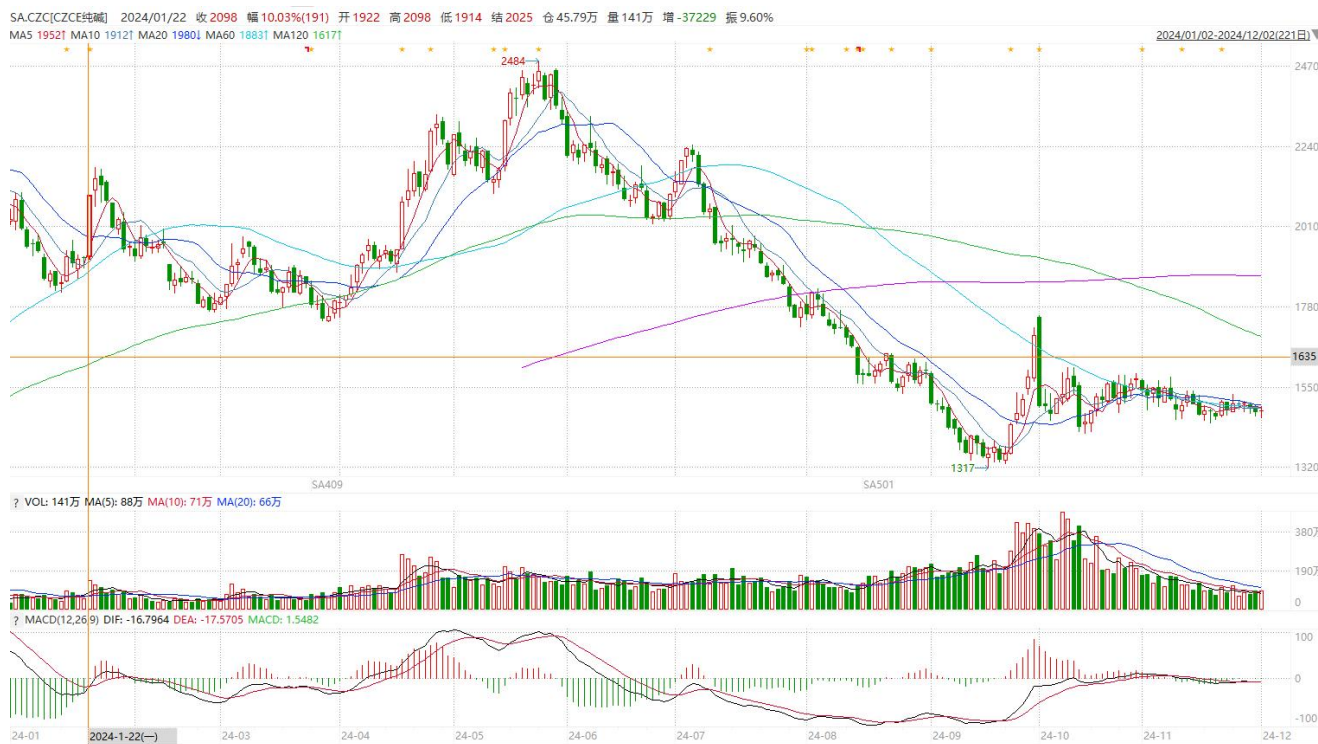 SA.CZC[CZCE纯碱] 2024/01/22 收 2098 幅 10.03%(191) 开 1922 高 2098 低 1914 结 2025 仓 45.79万 量 141万 增 -37229 振 9.60%
MA5 1952↑ MA10 1912↑ MA20 1980↓ MA60 1883↑ MA120 1617↑ 2024/01/02-2024/12/02(221日)
2484
2470
2240
2010
1780
1635
1550
1317
1320
SA409 SA501
? VOL: 141万 MA(5): 88万 MA(10): 71万 MA(20): 66万
380万
190万
0
? MACD(12,26,9) DIF: -16.7964 DEA: -17.5705 MACD: 1.5482
100
0
-100
24-01 2024-1-22(一) 24-03 24-04 24-05 24-06 24-07 24-08 24-09 24-10 24-11 24-12